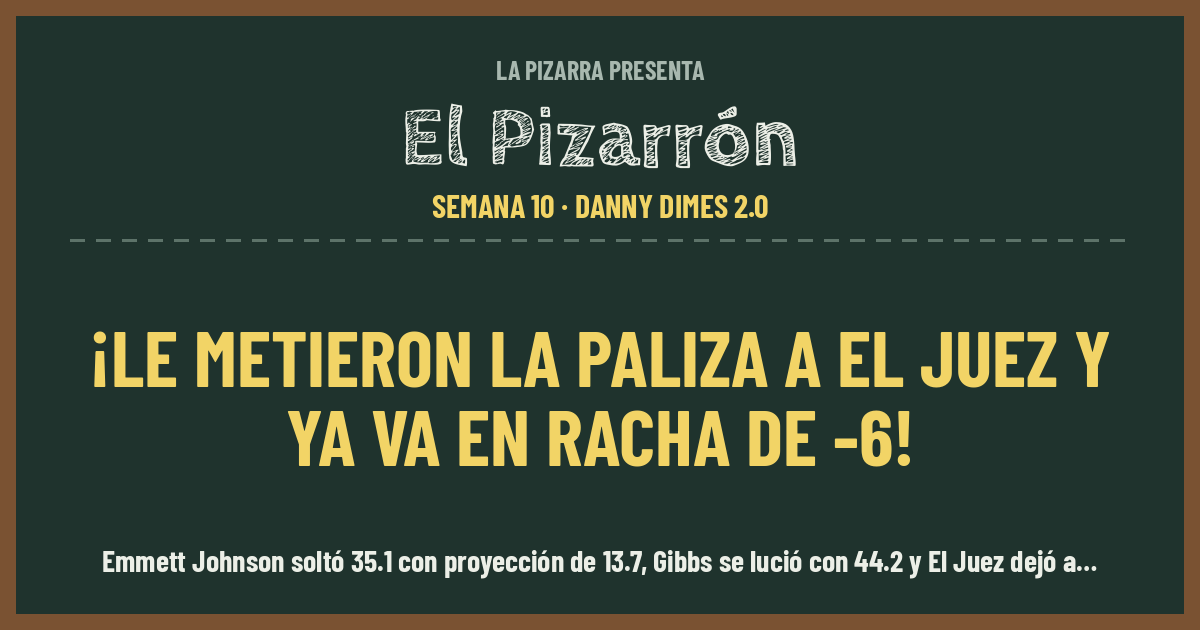 LA PIZARRA PRESENTA
El Pizarrón
SEMANA 10 · DANNY DIMES 2.0
¡LE METIERON LA PALIZA A EL JUEZ Y
YA VA EN RACHA DE -6!
Emmett Johnson soltó 35.1 con proyección de 13.7, Gibbs se lució con 44.2 y El Juez dejó a...